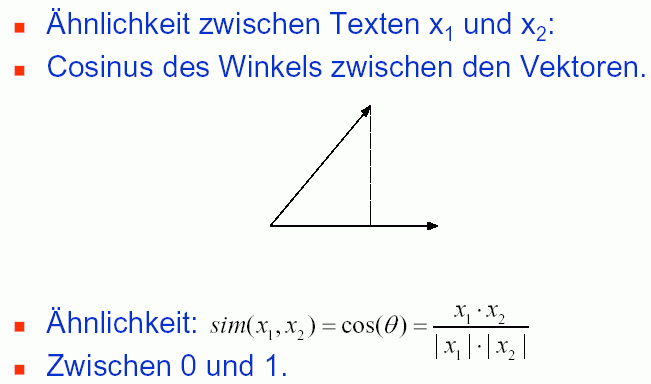 Ähnlichkeit zwischen Texten x₁ und x₂:
Cosinus des Winkels zwischen den Vektoren.
Ähnlichkeit: sim(x₁, x₂) = cos(θ) = x₁ · x₂ / |x₁| · |x₂|
Zwischen 0 und 1.